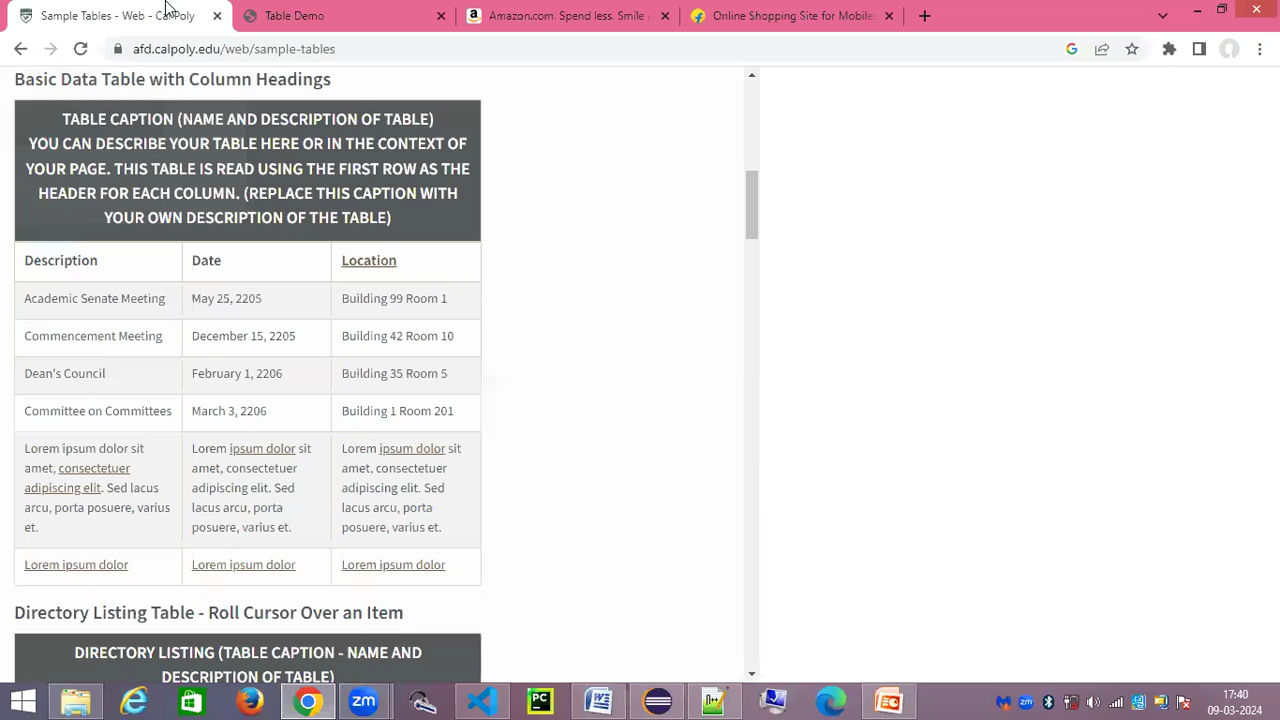 Sample Tables - Web - CalPoly
Table Demo
Amazon.com. Spend less. Smile
Online Shopping Site for Mobiles
afd.calpoly.edu/web/sample-tables
Basic Data Table with Column Headings
TABLE CAPTION (NAME AND DESCRIPTION OF TABLE)
YOU CAN DESCRIBE YOUR TABLE HERE OR IN THE CONTEXT OF
YOUR PAGE. THIS TABLE IS READ USING THE FIRST ROW AS THE
HEADER FOR EACH COLUMN. (REPLACE THIS CAPTION WITH
YOUR OWN DESCRIPTION OF THE TABLE)
Description Date Location
Academic Senate Meeting May 25, 2205 Building 99 Room 1
Commencement Meeting December 15, 2205 Building 42 Room 10
Dean's Council February 1, 2206 Building 35 Room 5
Committee on Committees March 3, 2206 Building 1 Room 201
Lorem ipsum dolor sit Lorem ipsum dolor sit Lorem ipsum dolor sit
amet, consectetuer amet, consectetuer amet, consectetuer
adipiscing elit. Sed lacus adipiscing elit. Sed adipiscing elit. Sed
arcu, porta posuere, varius lacus arcu, porta lacus arcu, porta
et. posuere, varius et. posuere, varius et.
Lorem ipsum dolor Lorem ipsum dolor Lorem ipsum dolor
Directory Listing Table - Roll Cursor Over an Item
DIRECTORY LISTING (TABLE CAPTION - NAME AND
DESCRIPTION OF TABLE)
zm
PC
zm
17:40
09-03-2024